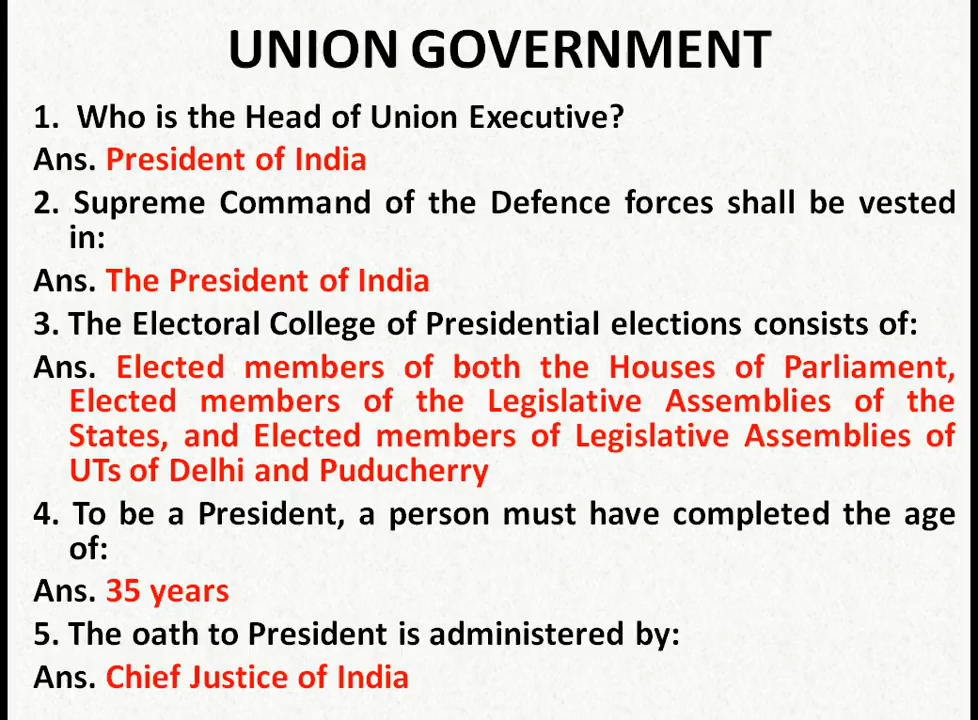 UNION GOVERNMENT
1. Who is the Head of Union Executive?
Ans. President of India
2. Supreme Command of the Defence forces shall be vested
in:
Ans. The President of India
3. The Electoral College of Presidential elections consists of:
Ans. Elected members of both the Houses of Parliament,
Elected members of the Legislative Assemblies of the
States, and Elected members of Legislative Assemblies of
UTs of Delhi and Puducherry
4. To be a President, a person must have completed the age
of:
Ans. 35 years
5. The oath to President is administered by:
Ans. Chief Justice of India